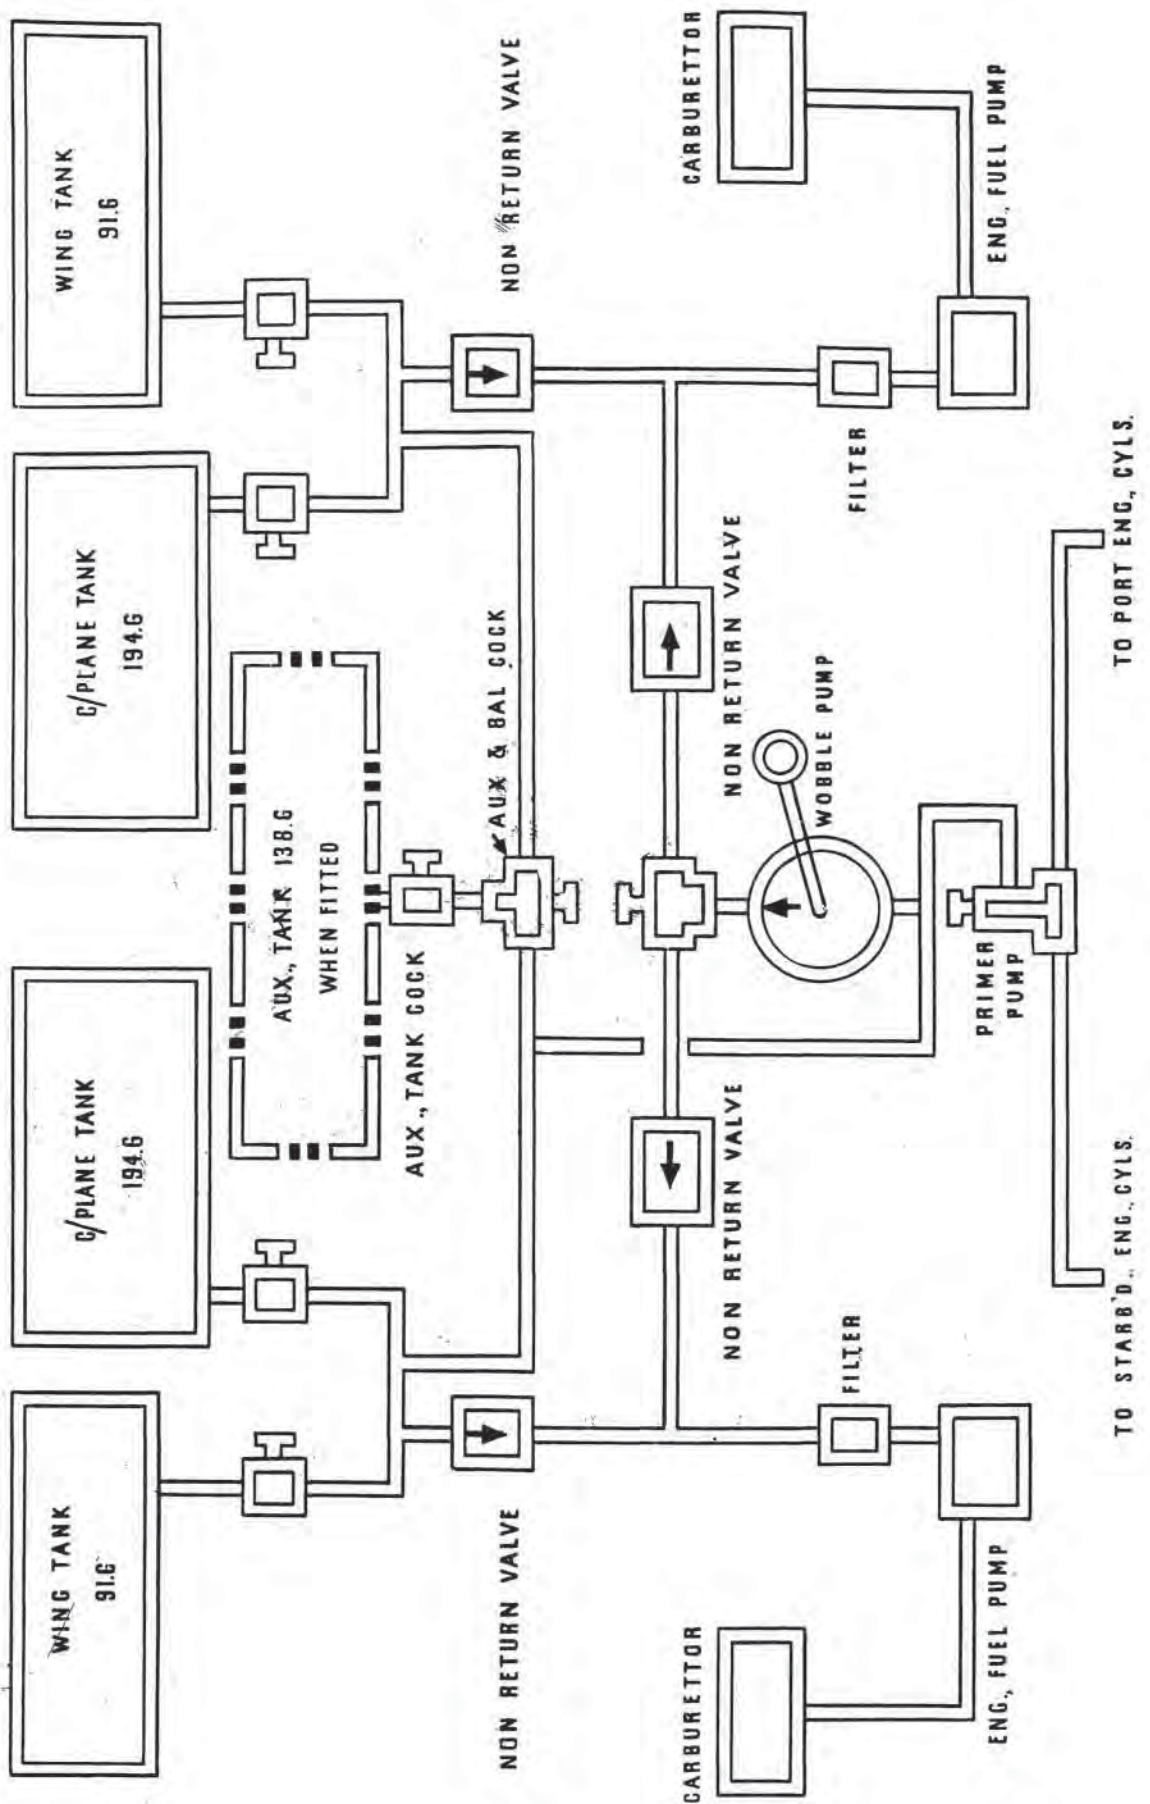 WING TANK
91.G
C/PLANE TANK
194.G
C/PLANE TANK
194.G
WING TANK
91.G
AUX., TANK 138.G
WHEN FITTED
AUX., TANK COCK
AUX & BAL COCK
NON RETURN VALVE
NON RETURN VALVE
NON RETURN VALVE
NON RETURN VALVE
WOBBLE PUMP
CARBURETTOR
CARBURETTOR
FILTER
FILTER
PRIMER
PUMP
ENG., FUEL PUMP
ENG., FUEL PUMP
TO STARB'D., ENG., CYLS.
TO PORT ENG., CYLS.